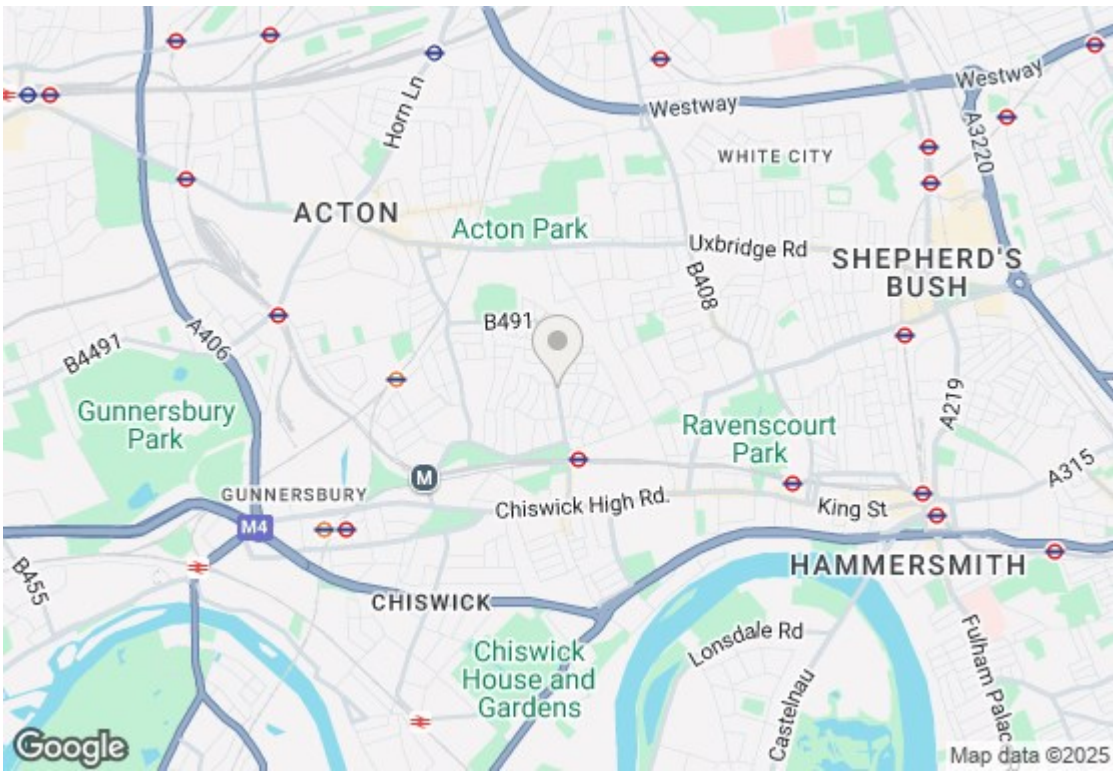 Horn Ln
Westway
Westway
A3220
WHITE CITY
ACTON
Acton Park
Uxbridge Rd
SHEPHERD'S
BUSH
B408
B491
B4491
A406
Gunnersbury
Park
Ravenscourt
Park
A219
A315
M
GUNNERSBURY
Chiswick High Rd.
King St
M4
HAMMERSMITH
B455
CHISWICK
Lonsdale Rd
Chiswick
House and
Gardens
Castelnau
Fulham Palac
Google
Map data ©2025